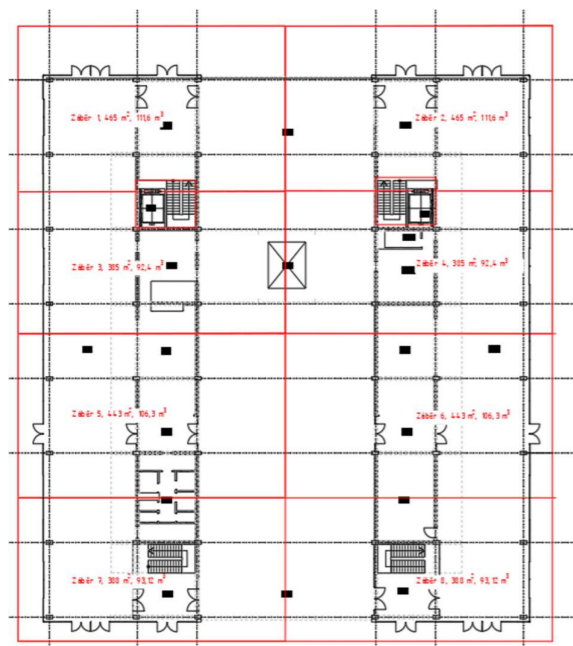 Záběr 1, 465 m², 111,6 m³
Záběr 2, 465 m², 111,6 m³
Záběr 3, 385 m², 92,4 m³
Záběr 4, 385 m², 92,4 m³
Záběr 5, 443 m², 106,3 m³
Záběr 6, 443 m², 106,3 m³
Záběr 7, 388 m², 93,12 m³
Záběr 8, 388 m², 93,12 m³